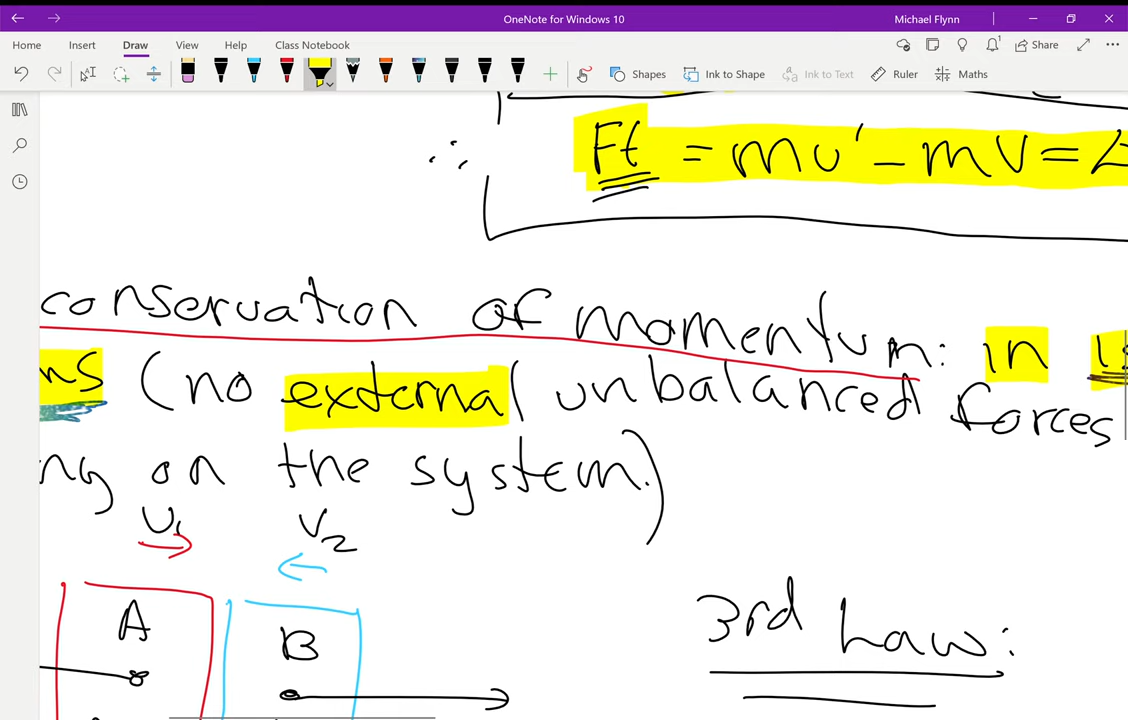 OneNote for Windows 10
Michael Flynn
Home Insert Draw View Help Class Notebook
Share
Shapes Ink to Shape Ink to Text Ruler Maths
∴ Ft = mv' - mv = Δ
conservation of momentum: in is
ns (no external unbalanced forces
ng on the system.)
v₁ v₂
A B
3rd Law: